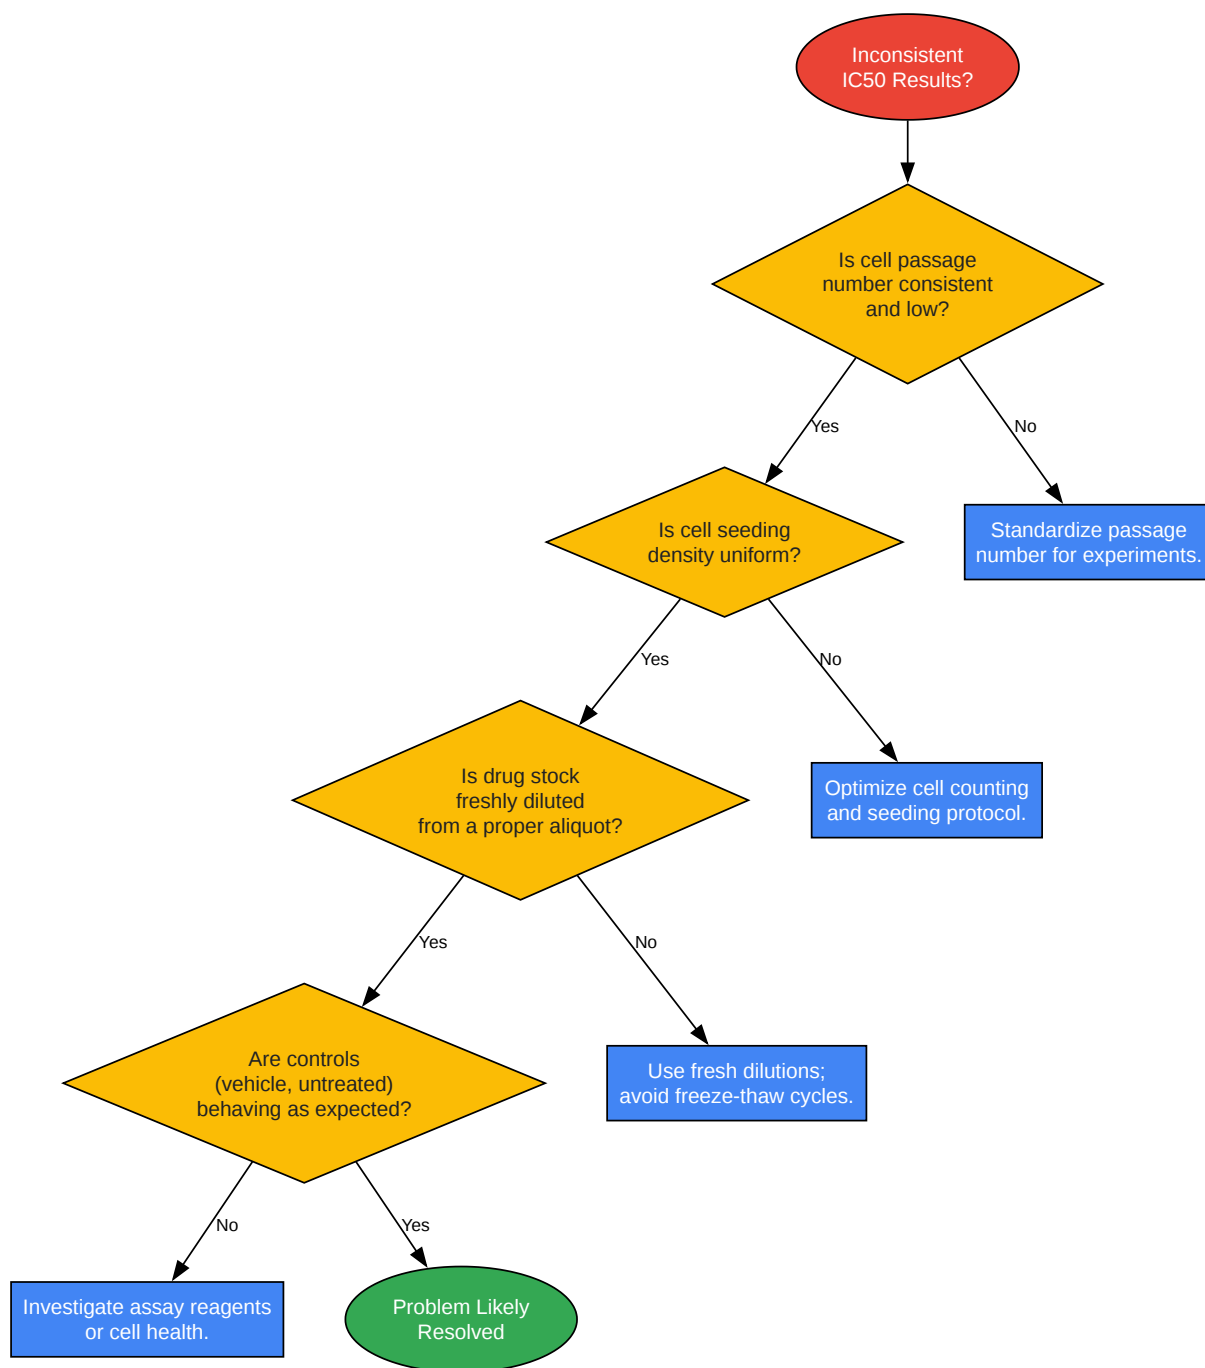 Inconsistent
IC50 Results?
Is cell passage
number consistent
and low?
Yes
No
Is cell seeding
density uniform?
Standardize passage
number for experiments.
Yes
No
Is drug stock
freshly diluted
from a proper aliquot?
Optimize cell counting
and seeding protocol.
Yes
No
Are controls
(vehicle, untreated)
behaving as expected?
Use fresh dilutions;
avoid freeze-thaw cycles.
No
Yes
Investigate assay reagents
or cell health.
Problem Likely
Resolved